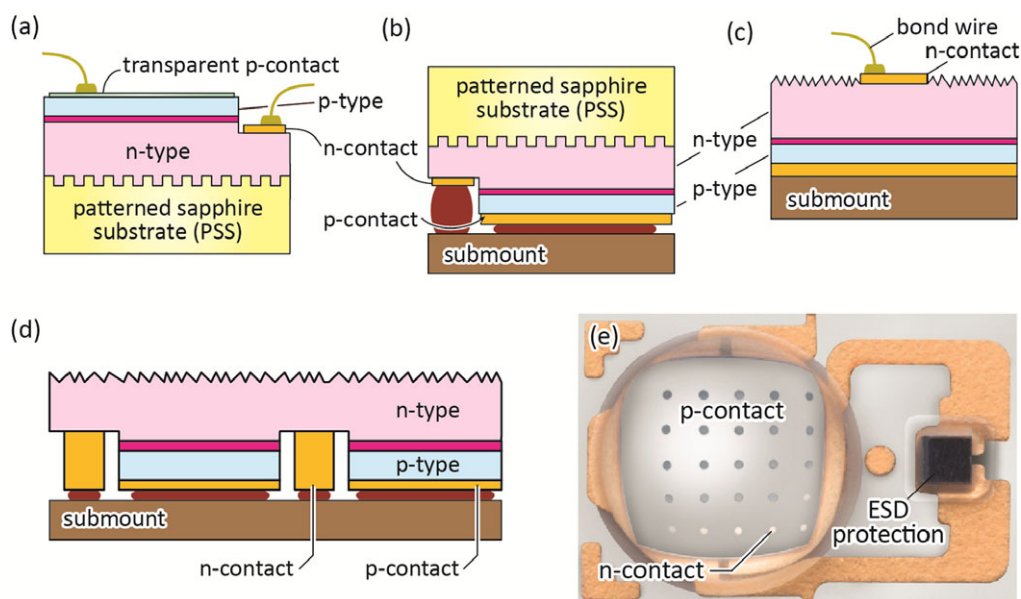 (a)
transparent p-contact
p-type
n-type
n-contact
patterned sapphire
substrate (PSS)
(b)
patterned sapphire
substrate (PSS)
n-type
p-type
p-contact
submount
(c)
bond wire
n-contact
submount
(d)
n-type
p-type
submount
n-contact
p-contact
(e)
p-contact
ESD
protection
n-contact